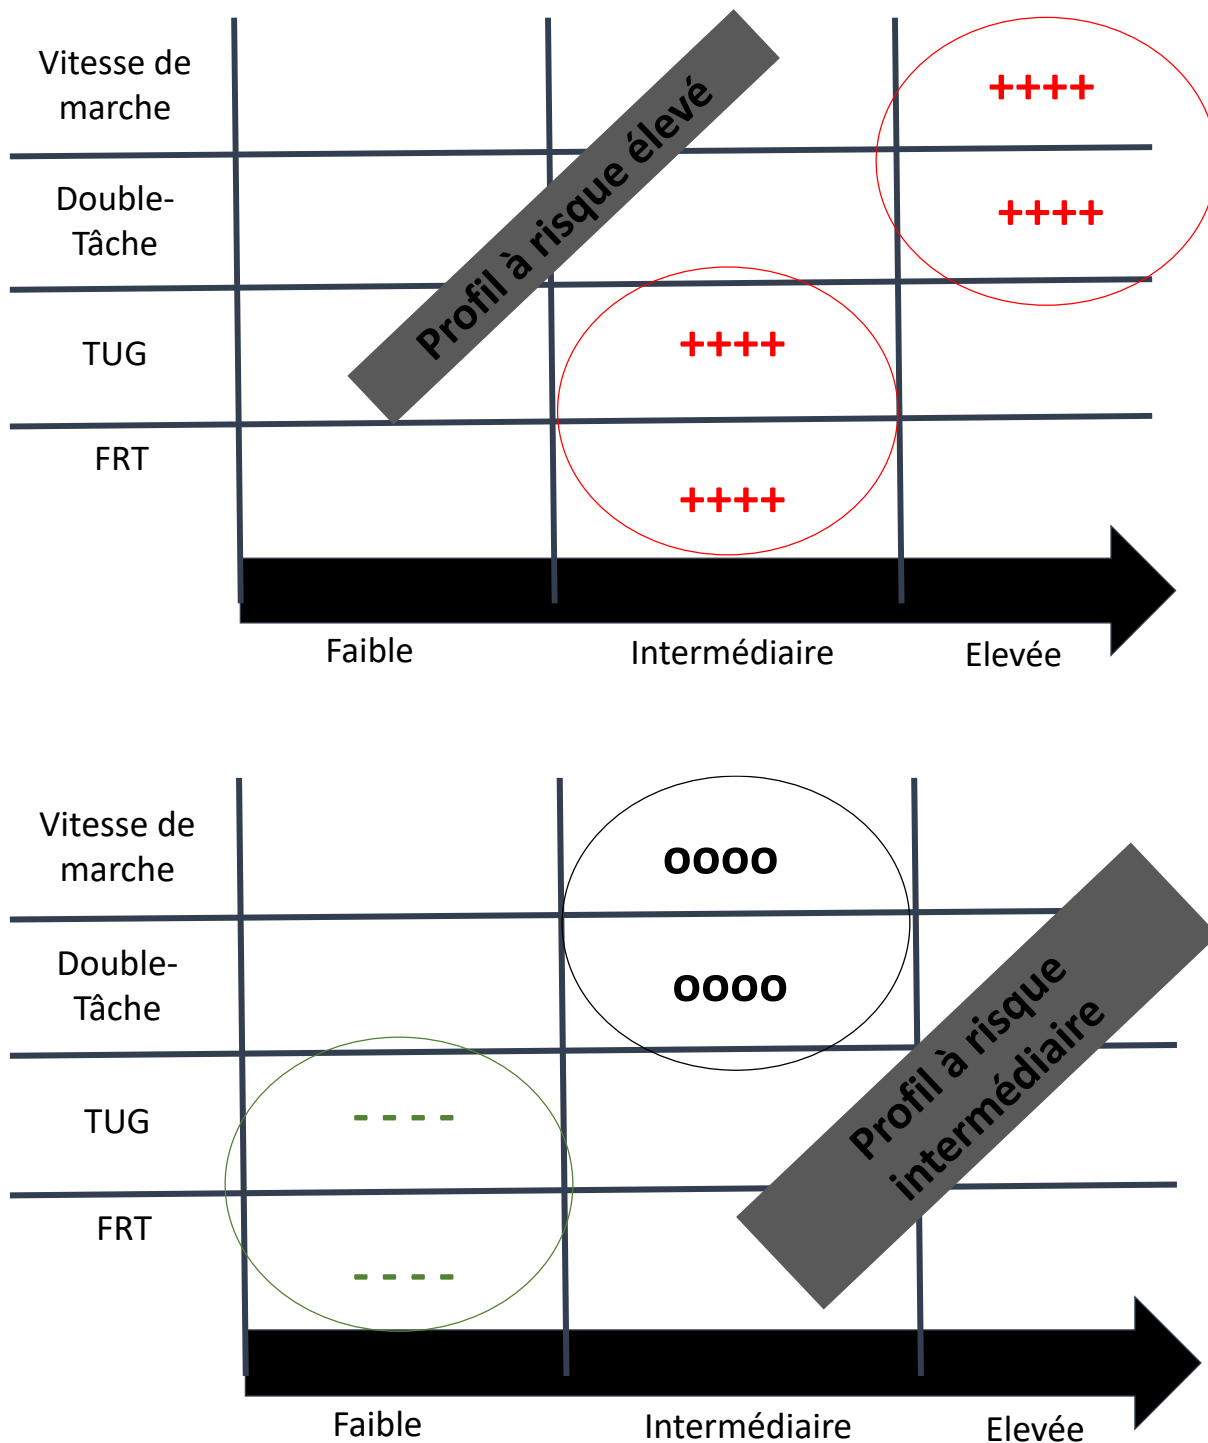 Vitesse de
marche
++++
Double-
Tâche
++++
Profil à risque élevé
TUG
++++
FRT
++++
Faible
Intermédiaire
Elevée
Vitesse de
marche
oooo
Double-
Tâche
oooo
Profil à risque
intermédiaire
TUG
- - - -
FRT
- - - -
Faible
Intermédiaire
Elevée